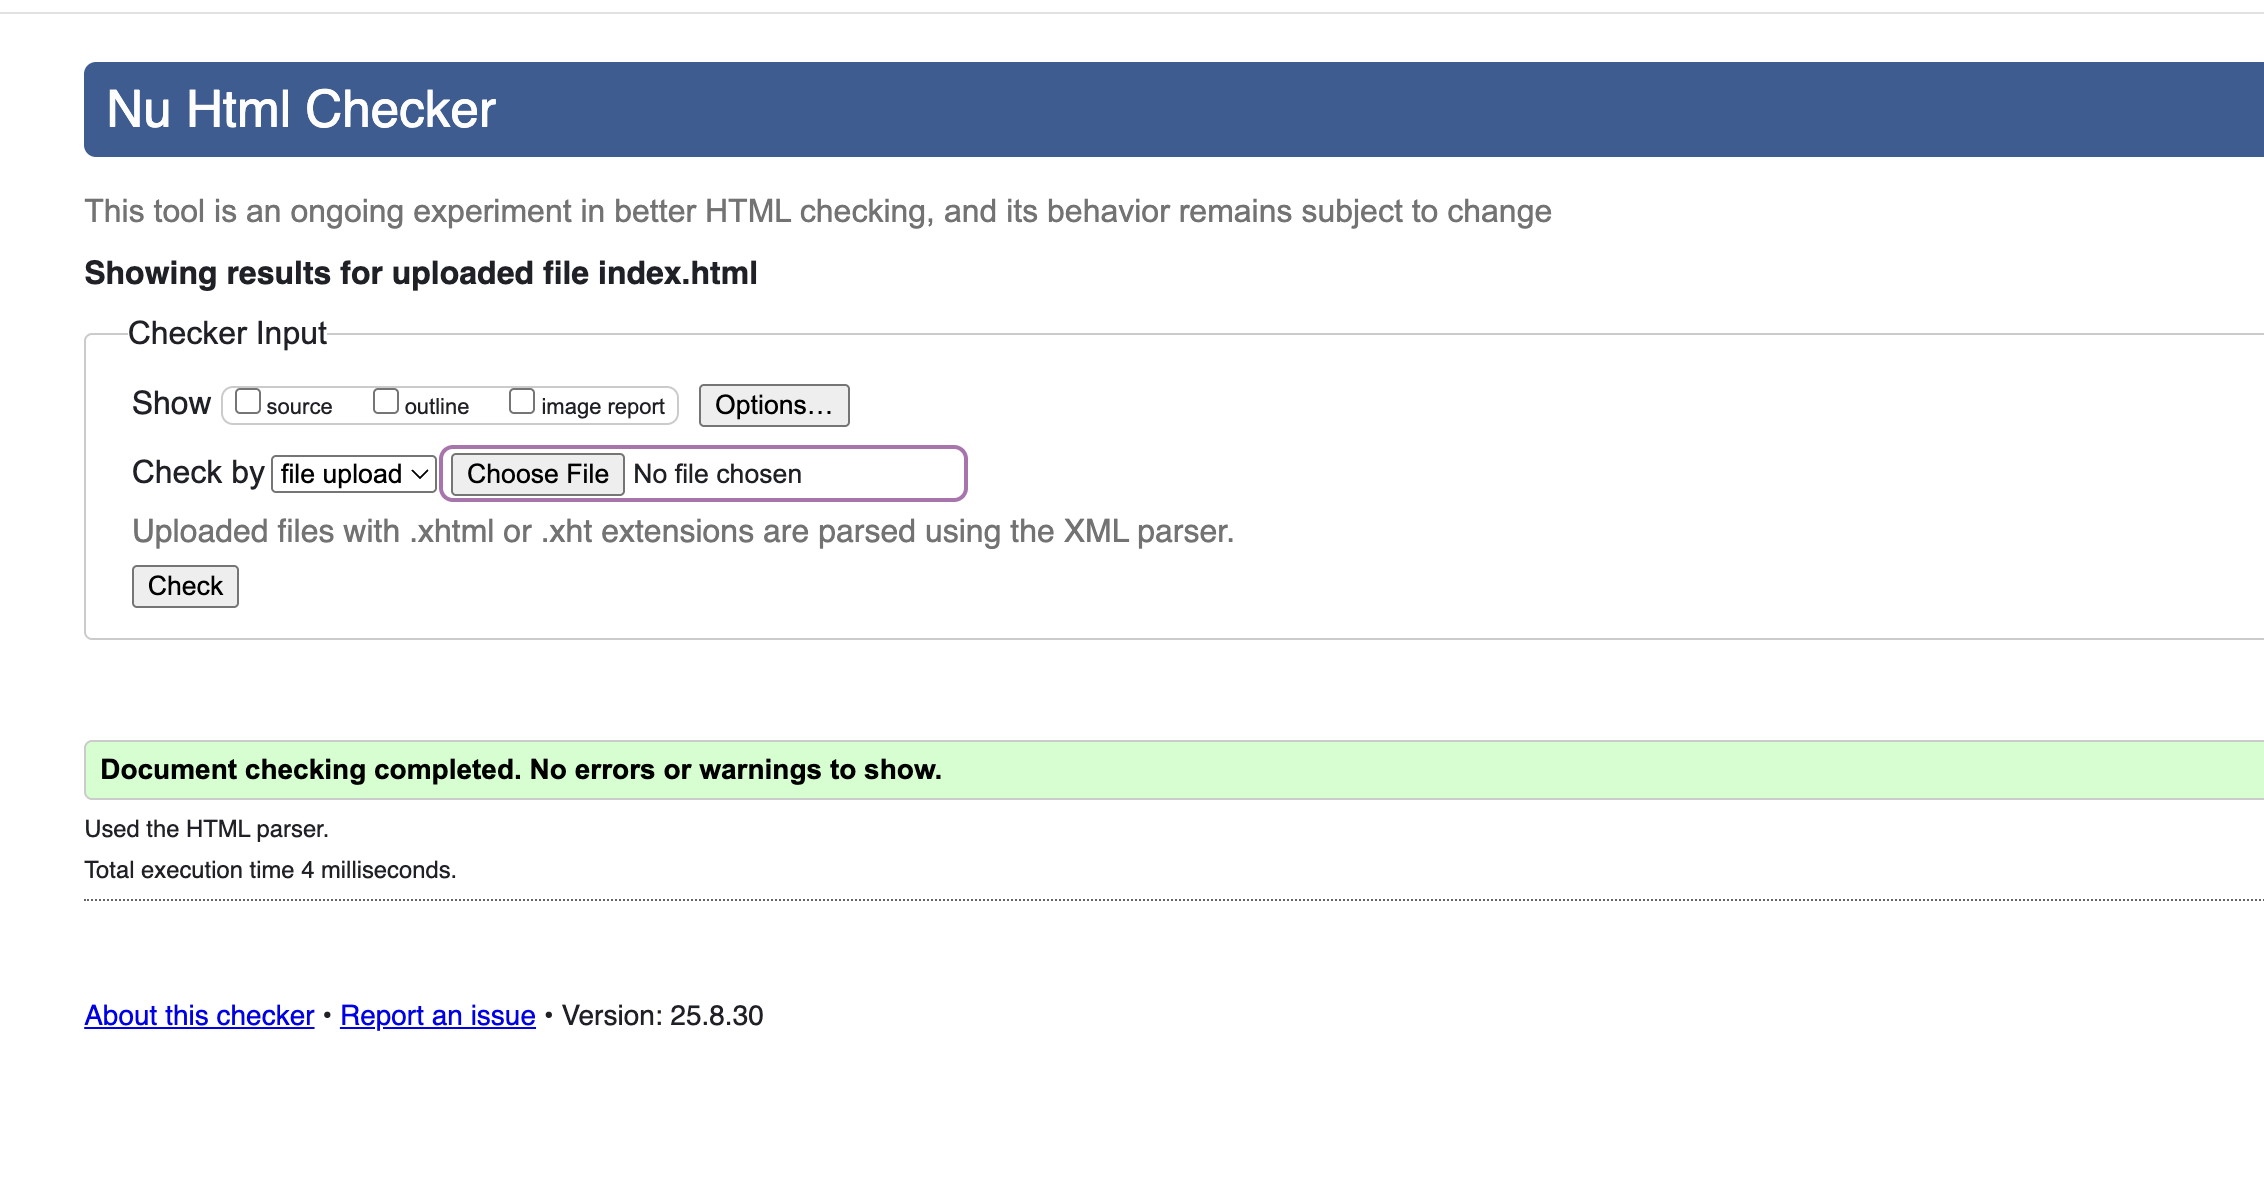 Nu Html Checker
This tool is an ongoing experiment in better HTML checking, and its behavior remains subject to change
Showing results for uploaded file index.html
Checker Input
Show source outline image report Options…
Check by file upload Choose File No file chosen
Uploaded files with .xhtml or .xht extensions are parsed using the XML parser.
Check
Document checking completed. No errors or warnings to show.
Used the HTML parser.
Total execution time 4 milliseconds.
About this checker • Report an issue • Version: 25.8.30